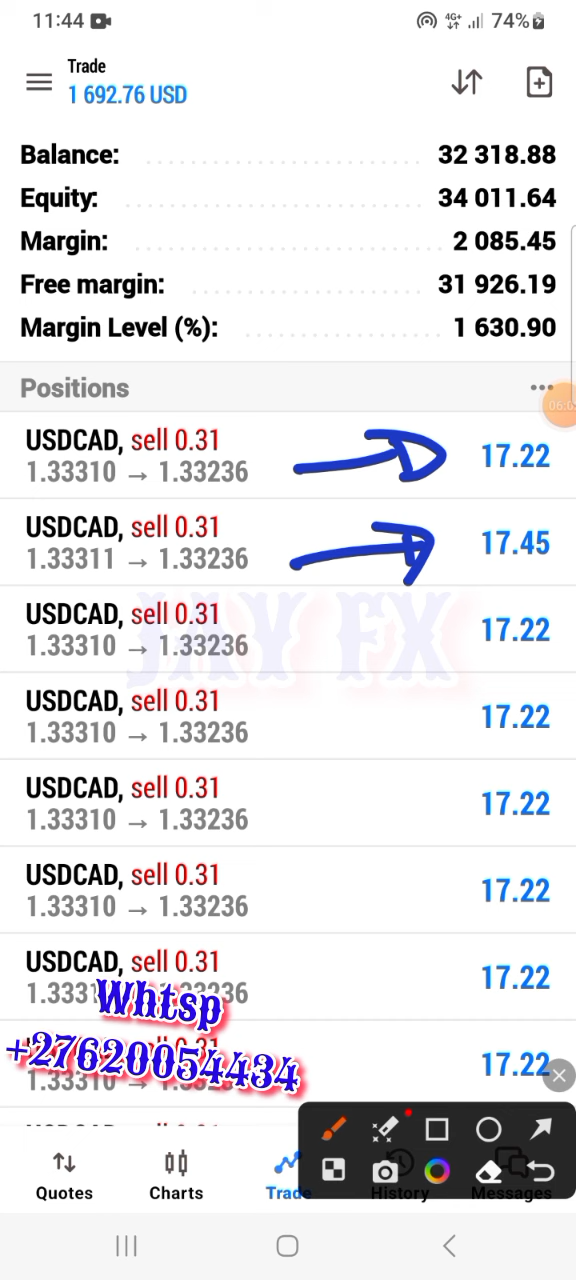 11:44 4G+ 74%
Trade
1 692.76 USD
Balance: 32 318.88
Equity: 34 011.64
Margin: 2 085.45
Free margin: 31 926.19
Margin Level (%): 1 630.90
Positions
USDCAD, sell 0.31
1.33310 → 1.33236 17.22
USDCAD, sell 0.31
1.33311 → 1.33236 17.45
USDCAD, sell 0.31
1.33310 → 1.33236 17.22
JAY FX
USDCAD, sell 0.31
1.33310 → 1.33236 17.22
USDCAD, sell 0.31
1.33310 → 1.33236 17.22
USDCAD, sell 0.31
1.33310 → 1.33236 17.22
USDCAD, sell 0.31
17.22
Whtsp
+27620054434
17.22
Quotes Charts Trade History Messages